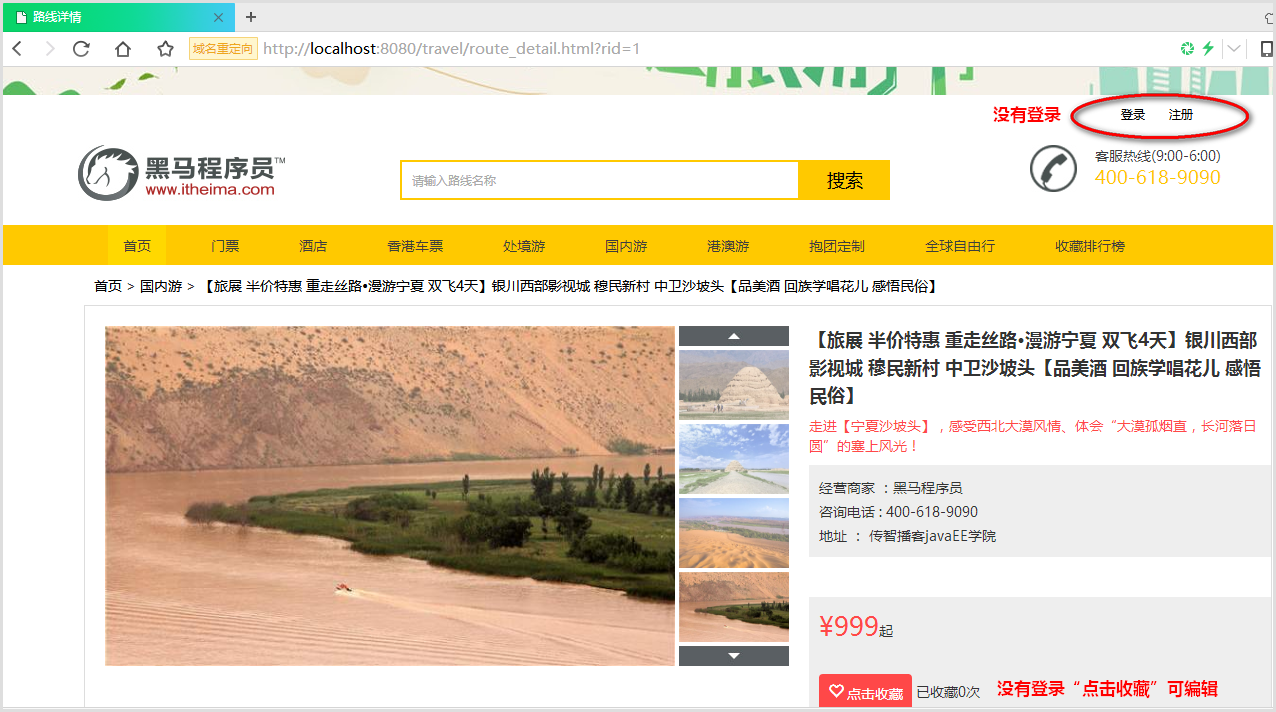 路线详情
域名重定向 http://localhost:8080/travel/route_detail.html?rid=1
没有登录 登录 注册
黑马程序员™
www.itheima.com
请输入路线名称 搜索
客服热线(9:00-6:00)
400-618-9090
首页 门票 酒店 香港车票 处境游 国内游 港澳游 抱团定制 全球自由行 收藏排行榜
首页 > 国内游 > 【旅展 半价特惠 重走丝路•漫游宁夏 双飞4天】银川西部影视城 穆民新村 中卫沙坡头【品美酒 回族学唱花儿 感悟民俗】
【旅展 半价特惠 重走丝路•漫游宁夏 双飞4天】银川西部
影视城 穆民新村 中卫沙坡头【品美酒 回族学唱花儿 感悟
民俗】
走进【宁夏沙坡头】，感受西北大漠风情、体会“大漠孤烟直，长河落日
圆”的塞上风光！
经营商家 ：黑马程序员
咨询电话 : 400-618-9090
地址 ： 传智播客javaEE学院
¥999起
点击收藏 已收藏0次 没有登录“点击收藏”可编辑